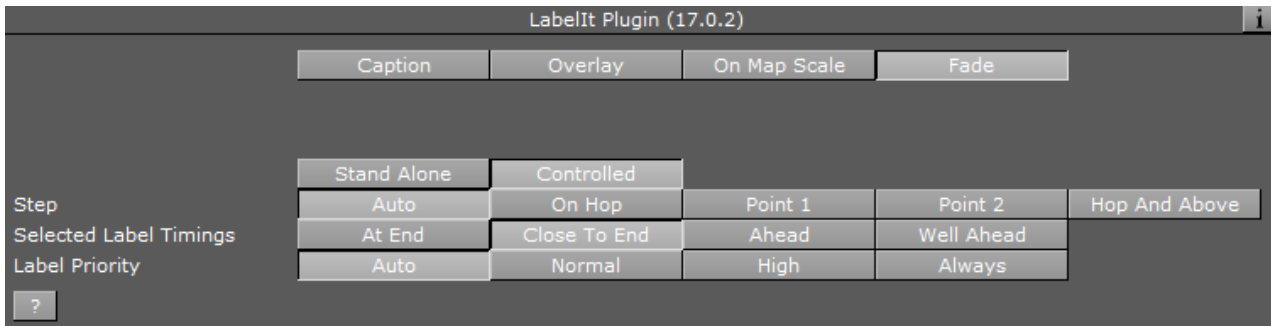 LabelIt Plugin (17.0.2) i
Caption Overlay On Map Scale Fade
Stand Alone Controlled
Step Auto On Hop Point 1 Point 2 Hop And Above
Selected Label Timings At End Close To End Ahead Well Ahead
Label Priority Auto Normal High Always
?